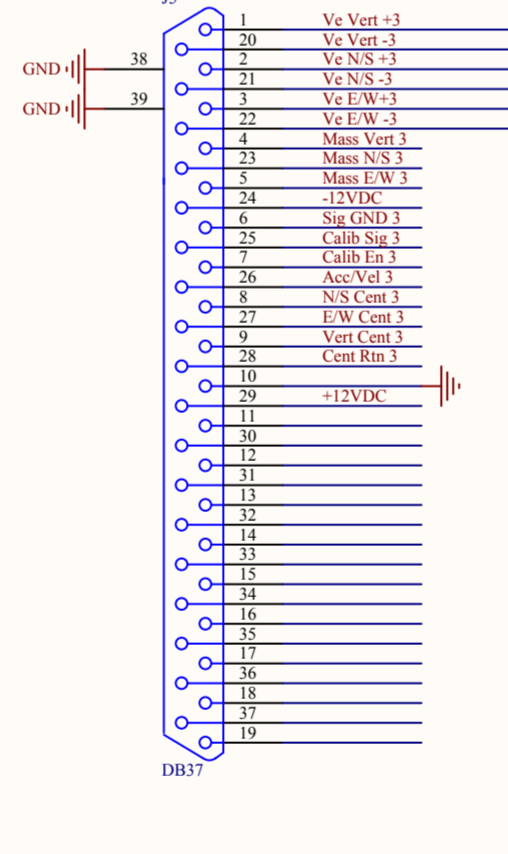 1 Ve Vert +3
20 Ve Vert -3
2 Ve N/S +3
GND 38
21 Ve N/S -3
3 Ve E/W+3
GND 39
22 Ve E/W -3
4 Mass Vert 3
23 Mass N/S 3
5 Mass E/W 3
24 -12VDC
6 Sig GND 3
25 Calib Sig 3
7 Calib En 3
26 Acc/Vel 3
8 N/S Cent 3
27 E/W Cent 3
9 Vert Cent 3
28 Cent Rtn 3
10
29 +12VDC
11
30
12
31
13
32
14
33
15
34
16
35
17
36
18
37
19
DB37